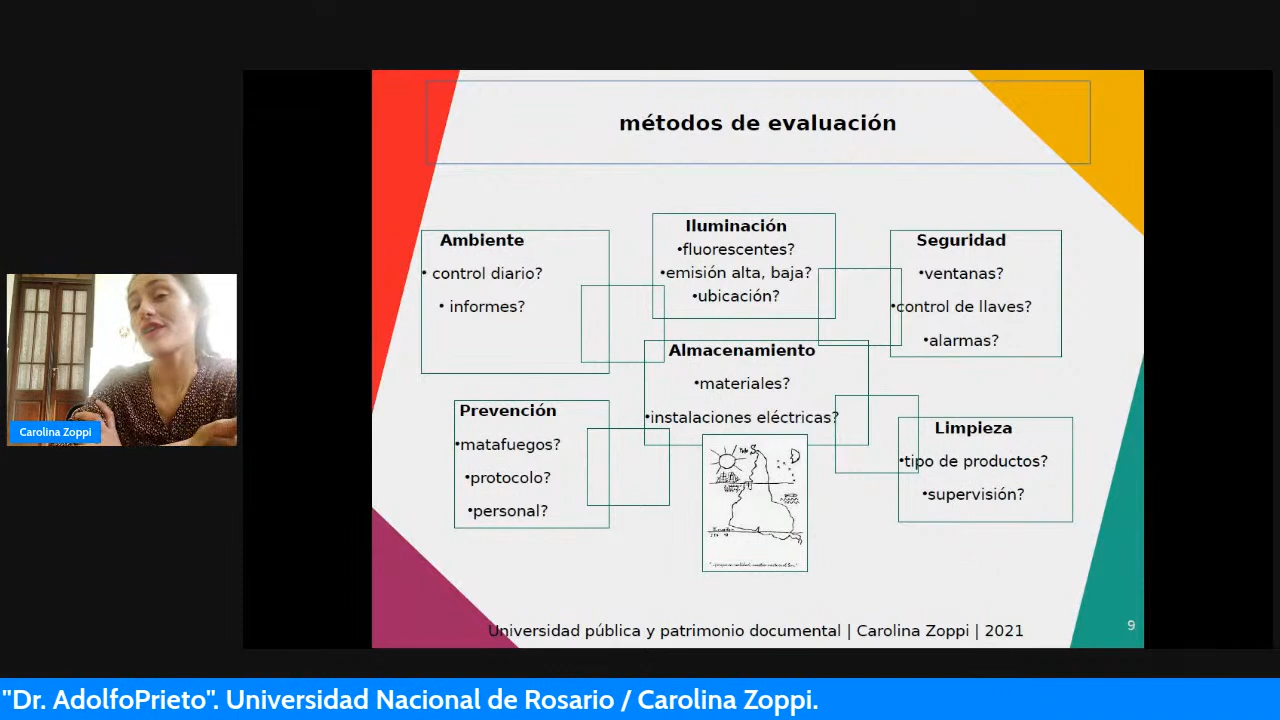 métodos de evaluación
Ambiente
• control diario?
• informes?
Iluminación
•fluorescentes?
•emisión alta, baja?
•ubicación?
Seguridad
•ventanas?
•control de llaves?
•alarmas?
Almacenamiento
•materiales?
•instalaciones eléctricas?
Prevención
•matafuegos?
•protocolo?
•personal?
Limpieza
•tipo de productos?
•supervisión?
Universidad pública y patrimonio documental | Carolina Zoppi | 2021
9
Carolina Zoppi
"Dr. AdolfoPrieto". Universidad Nacional de Rosario / Carolina Zoppi.